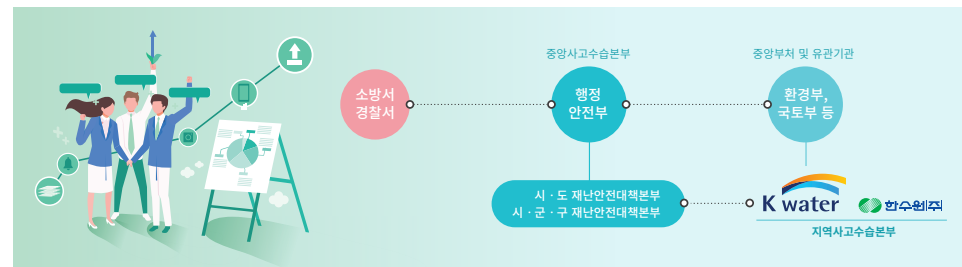 중앙사고수습본부
중앙부처 및 유관기관
소방서
경찰서
행정
안전부
환경부,
국토부 등
시 · 도 재난안전대책본부
시 · 군 · 구 재난안전대책본부
K water
한수원㈜
지역사고수습본부